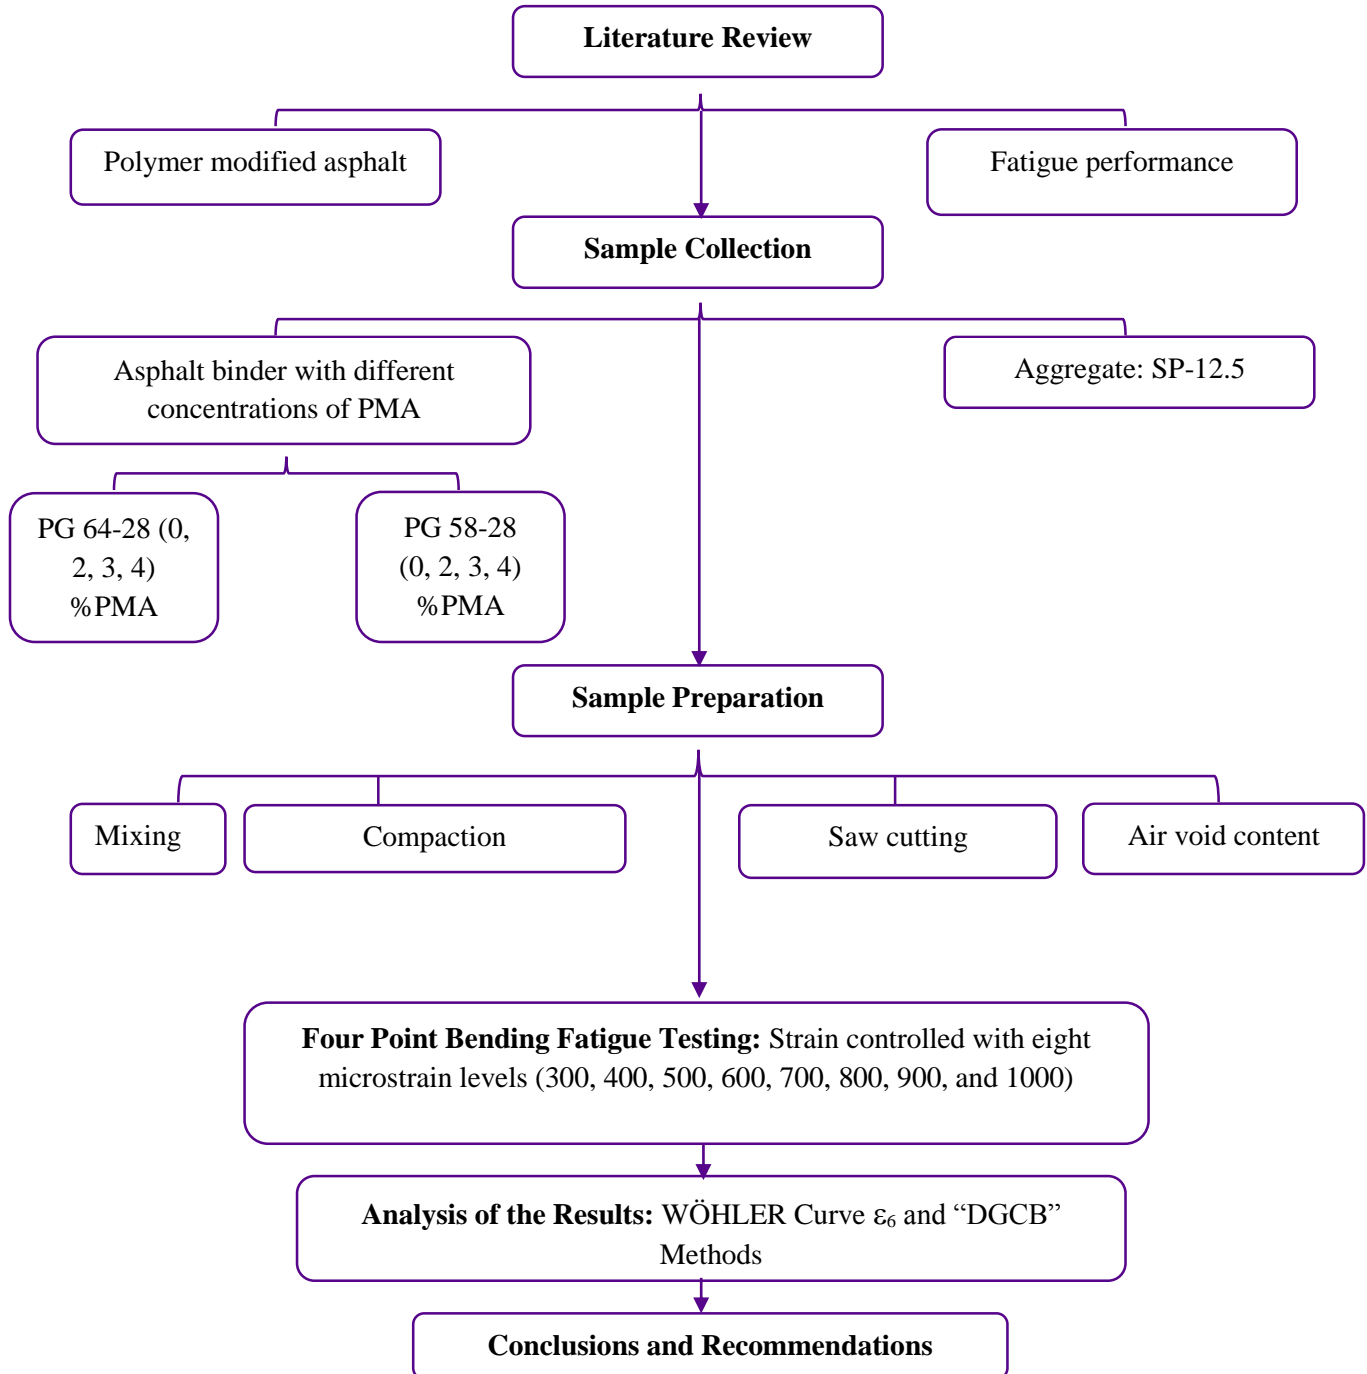 Literature Review
Polymer modified asphalt
Fatigue performance
Sample Collection
Asphalt binder with different
concentrations of PMA
Aggregate: SP-12.5
PG 64-28 (0,
2, 3, 4)
%PMA
PG 58-28
(0, 2, 3, 4)
%PMA
Sample Preparation
Mixing
Compaction
Saw cutting
Air void content
Four Point Bending Fatigue Testing: Strain controlled with eight
microstrain levels (300, 400, 500, 600, 700, 800, 900, and 1000)
Analysis of the Results: WÖHLER Curve ε₆ and “DGCB”
Methods
Conclusions and Recommendations